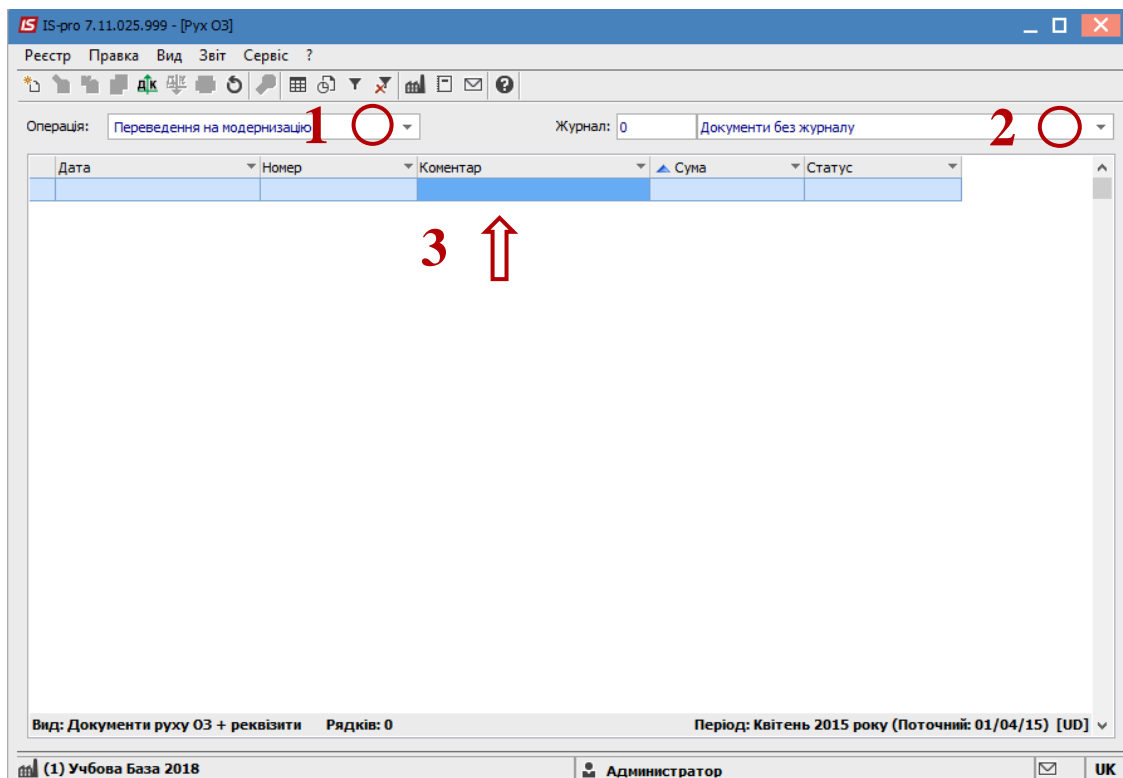 IS-pro 7.11.025.999 - [Рух ОЗ]
Реєстр Правка Вид Звіт Сервіс ?
Операція: Переведення на модернизацію 1 Журнал: 0 Документи без журналу 2
Дата Номер Коментар Сума Статус
3
Вид: Документи руху ОЗ + реквізити Рядків: 0 Період: Квітень 2015 року (Поточний: 01/04/15) [UD]
(1) Учбова База 2018 Администратор UK